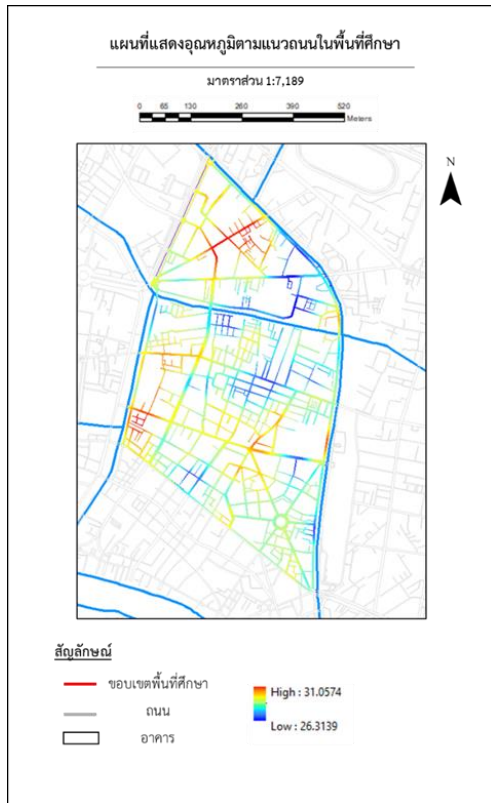 แผนที่แสดงอุณหภูมิตามแนวถนนในพื้นที่ศึกษา
มาตราส่วน 1:7,189
0 65 130 260 390 520
Meters
N
สัญลักษณ์
ขอบเขตพื้นที่ศึกษา
ถนน
อาคาร
High : 31.0574
Low : 26.3139